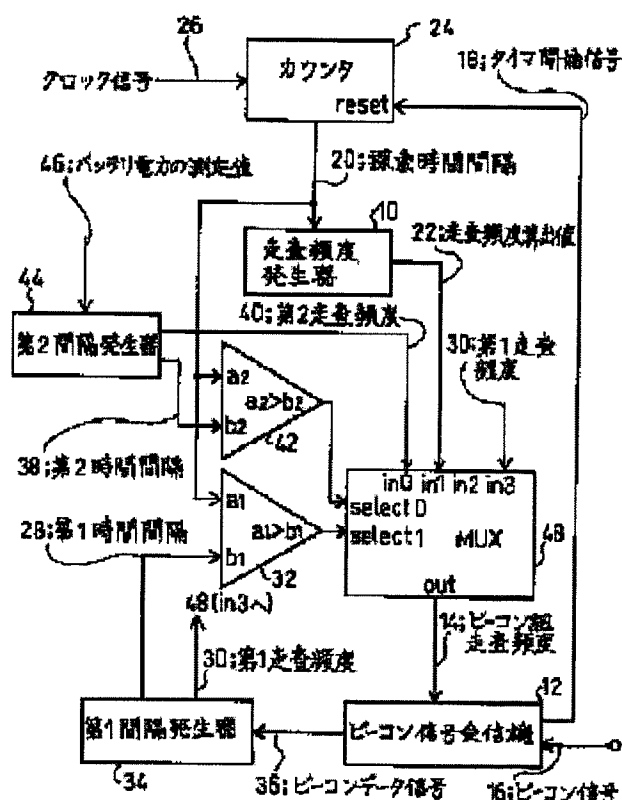 26
24
クロック信号
カウンタ
reset
18;タイマ開始信号
46;バッテリ電力の測定値
20;経過時間間隔
10
走査頻度
発生器
22;走査頻度算出値
44
第2間隔発生器
40;第2走査頻度
30;第1走査
頻度
a2
a2>b2
b2
42
38;第2時間間隔
28;第1時間間隔
in0 in1 in2 in3
select0
select1
MUX
48
out
a1
a1>b1
b1
32
48(in3へ)
30;第1走査頻度
14;ビーコン組
走査頻度
12
第1間隔発生器
ビーコン信号受信機
34
36;ビーコンデータ信号
16;ビーコン信号